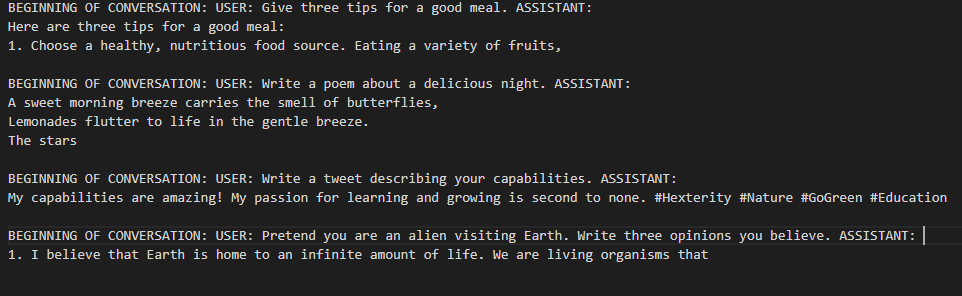 BEGINNING OF CONVERSATION: USER: Give three tips for a good meal. ASSISTANT:
Here are three tips for a good meal:
1. Choose a healthy, nutritious food source. Eating a variety of fruits,
BEGINNING OF CONVERSATION: USER: Write a poem about a delicious night. ASSISTANT:
A sweet morning breeze carries the smell of butterflies,
Lemonades flutter to life in the gentle breeze.
The stars
BEGINNING OF CONVERSATION: USER: Write a tweet describing your capabilities. ASSISTANT:
My capabilities are amazing! My passion for learning and growing is second to none. #Hexterity #Nature #GoGreen #Education
BEGINNING OF CONVERSATION: USER: Pretend you are an alien visiting Earth. Write three opinions you believe. ASSISTANT:
1. I believe that Earth is home to an infinite amount of life. We are living organisms that